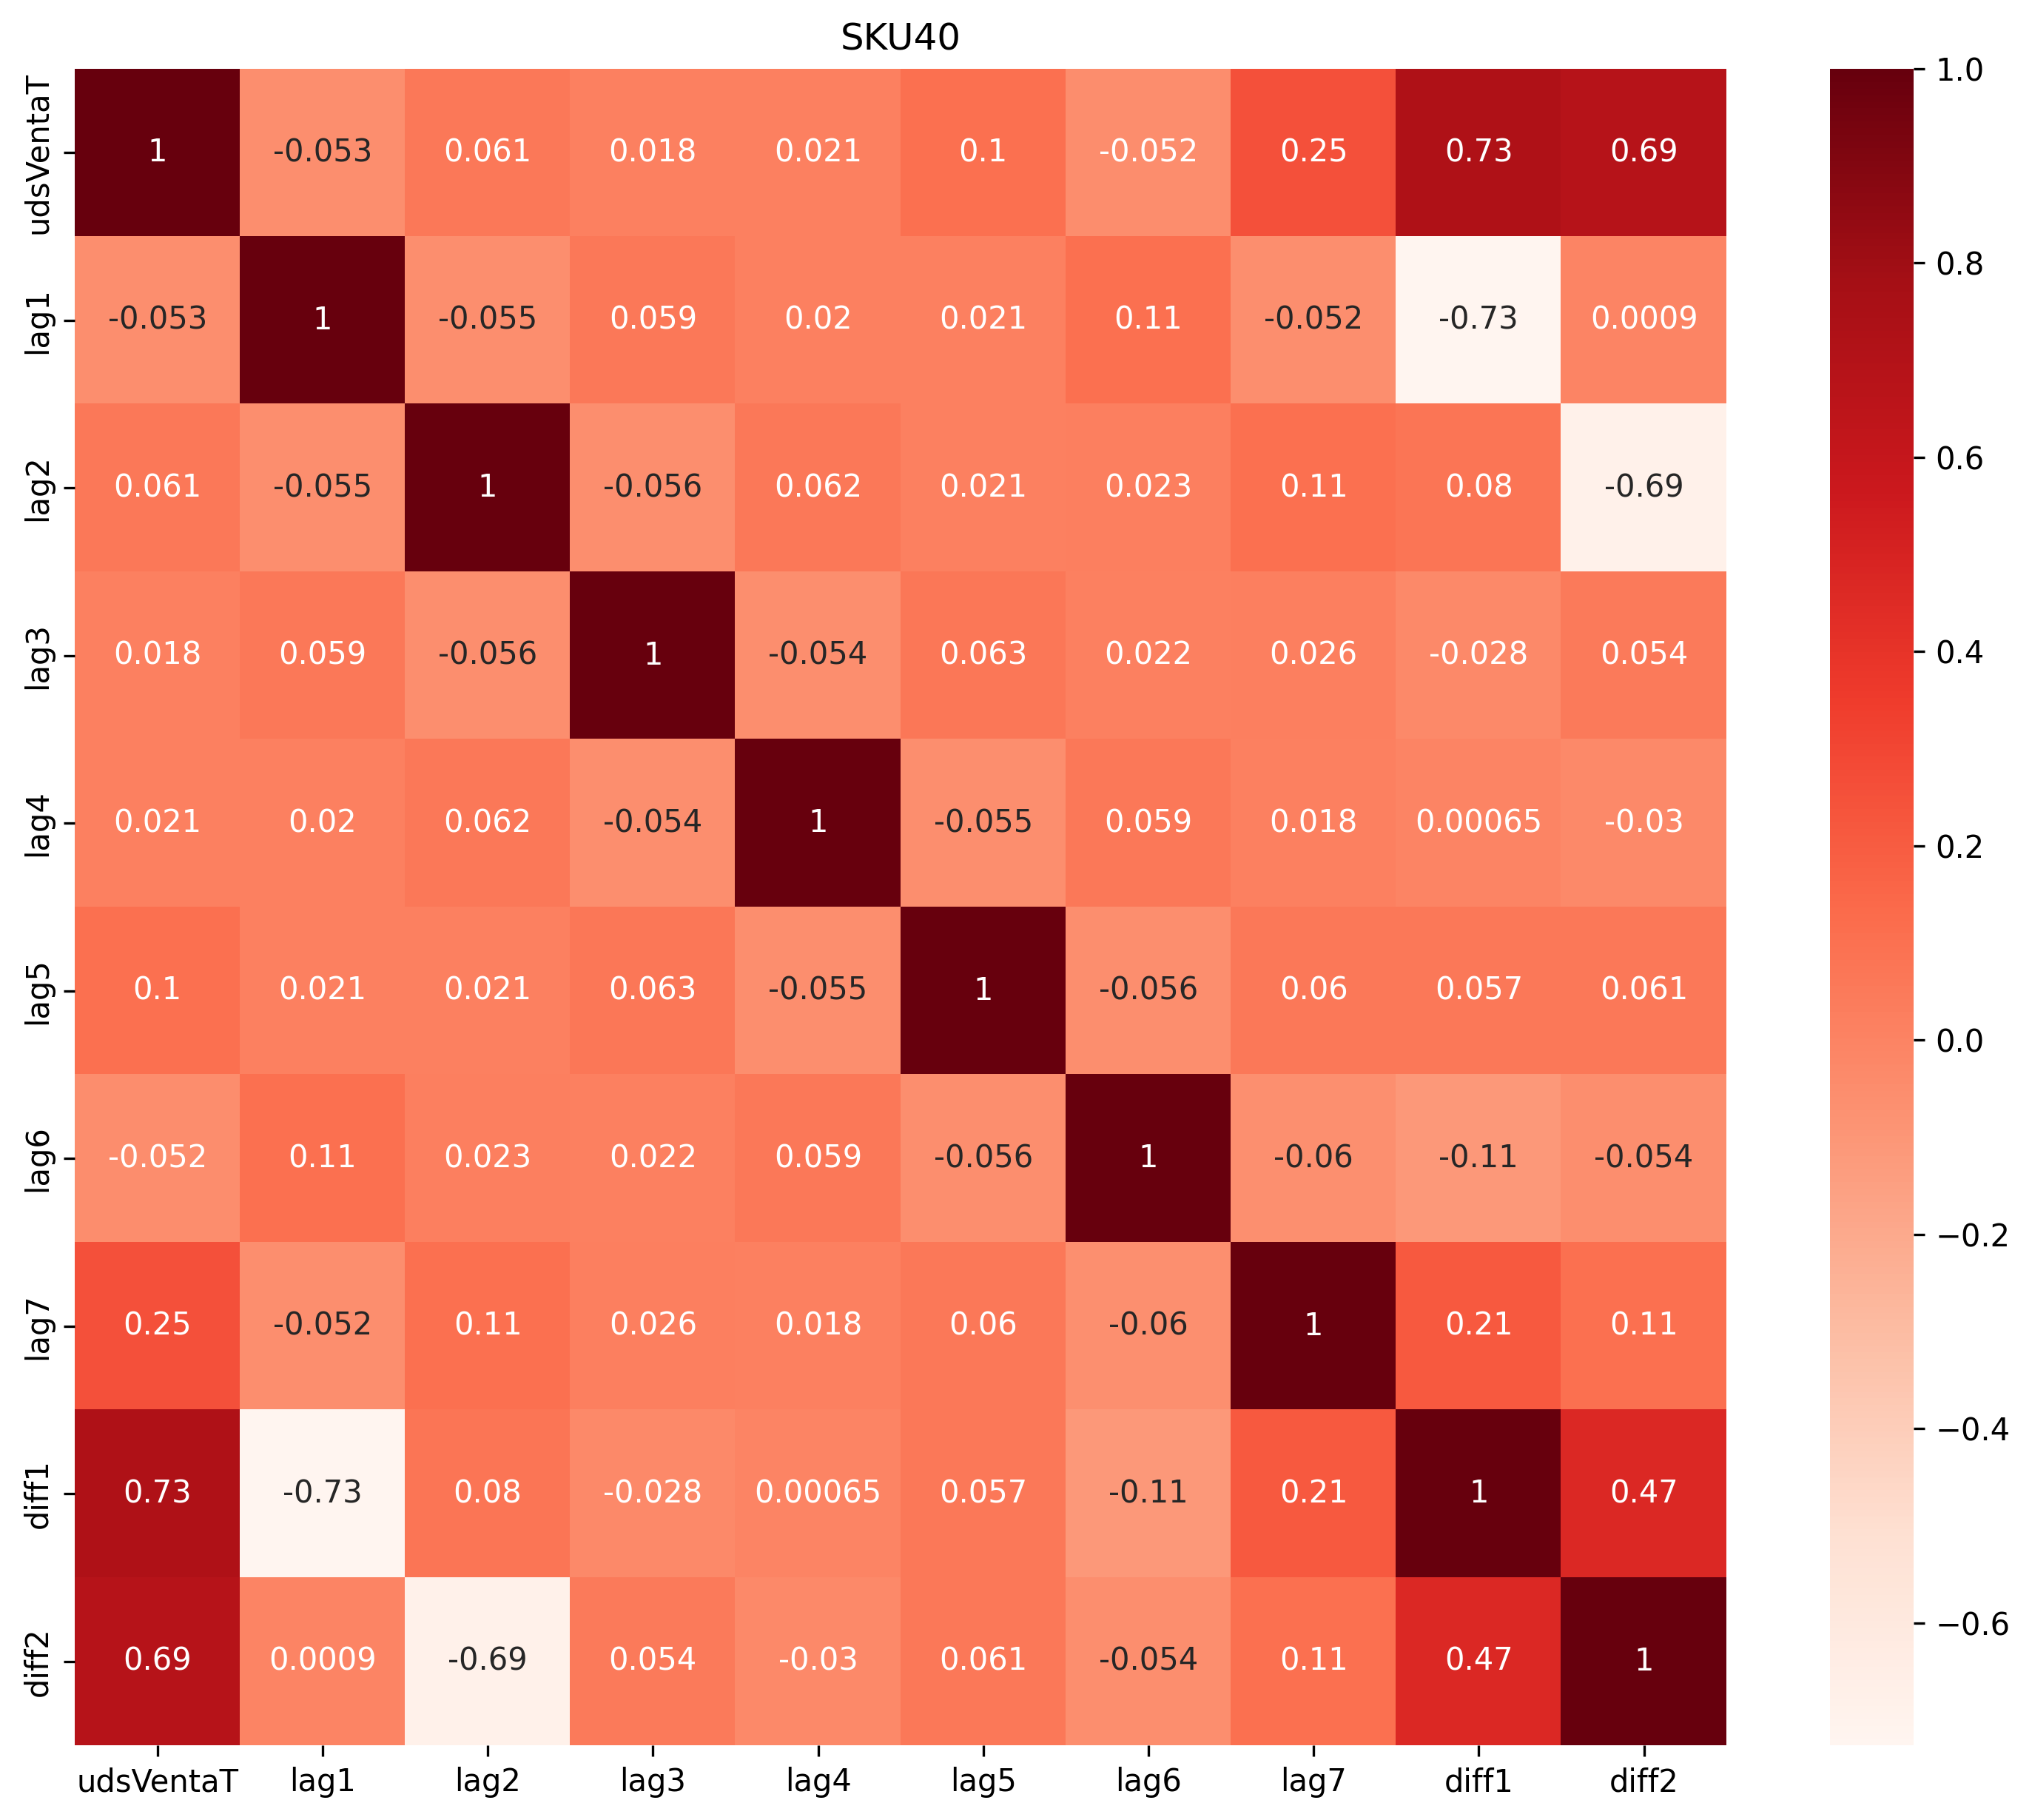 SKU40
udsVentaT 1 -0.053 0.061 0.018 0.021 0.1 -0.052 0.25 0.73 0.69
lag1 -0.053 1 -0.055 0.059 0.02 0.021 0.11 -0.052 -0.73 0.0009
lag2 0.061 -0.055 1 -0.056 0.062 0.021 0.023 0.11 0.08 -0.69
lag3 0.018 0.059 -0.056 1 -0.054 0.063 0.022 0.026 -0.028 0.054
lag4 0.021 0.02 0.062 -0.054 1 -0.055 0.059 0.018 0.00065 -0.03
lag5 0.1 0.021 0.021 0.063 -0.055 1 -0.056 0.06 0.057 0.061
lag6 -0.052 0.11 0.023 0.022 0.059 -0.056 1 -0.06 -0.11 -0.054
lag7 0.25 -0.052 0.11 0.026 0.018 0.06 -0.06 1 0.21 0.11
diff1 0.73 -0.73 0.08 -0.028 0.00065 0.057 -0.11 0.21 1 0.47
diff2 0.69 0.0009 -0.69 0.054 -0.03 0.061 -0.054 0.11 0.47 1
udsVentaT lag1 lag2 lag3 lag4 lag5 lag6 lag7 diff1 diff2
1.0
0.8
0.6
0.4
0.2
0.0
−0.2
−0.4
−0.6